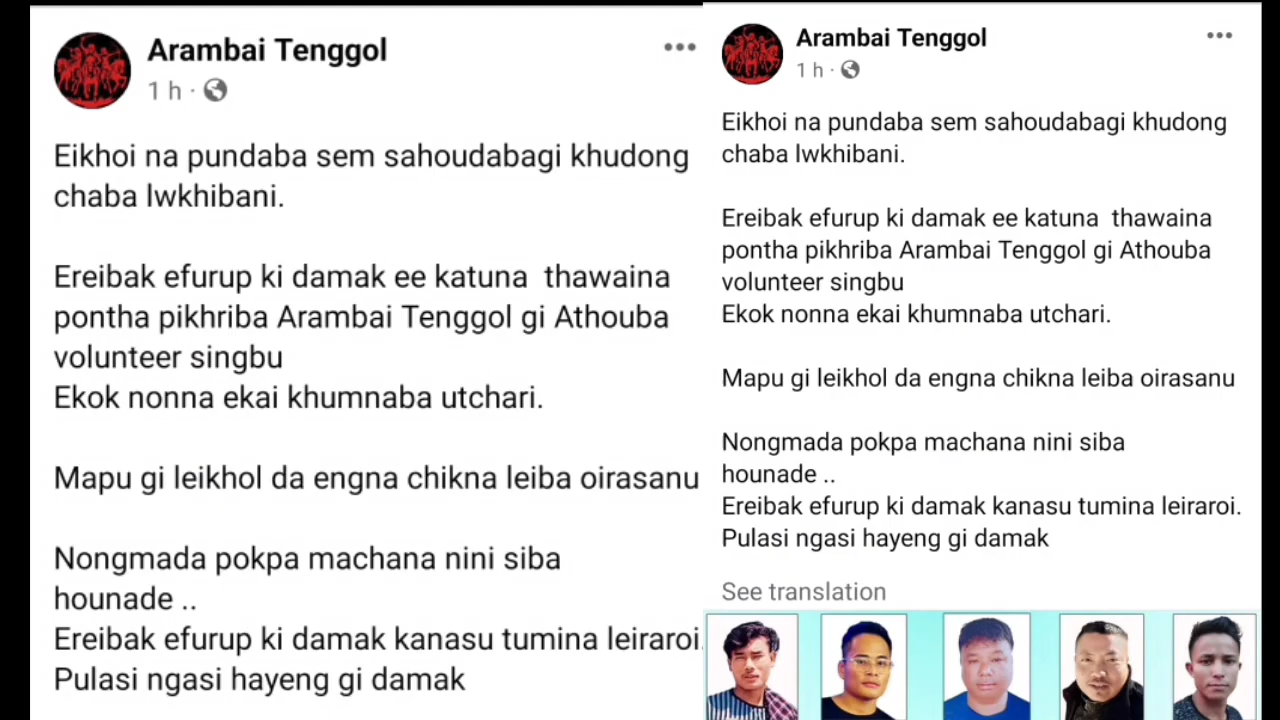 Arambai Tenggol
1 h ·
Eikhoi na pundaba sem sahoudabagi khudong
chaba lwkhibani.
Ereibak efurup ki damak ee katuna thawaina
pontha pikhriba Arambai Tenggol gi Athouba
volunteer singbu
Ekok nonna ekai khumnaba utchari.
Mapu gi leikhol da engna chikna leiba oirasanu
Nongmada pokpa machana nini siba
hounade ..
Ereibak efurup ki damak kanasu tumina leiraroi.
Pulasi ngasi hayeng gi damak
Arambai Tenggol
1 h ·
Eikhoi na pundaba sem sahoudabagi khudong
chaba lwkhibani.
Ereibak efurup ki damak ee katuna thawaina
pontha pikhriba Arambai Tenggol gi Athouba
volunteer singbu
Ekok nonna ekai khumnaba utchari.
Mapu gi leikhol da engna chikna leiba oirasanu
Nongmada pokpa machana nini siba
hounade ..
Ereibak efurup ki damak kanasu tumina leiraroi.
Pulasi ngasi hayeng gi damak
See translation